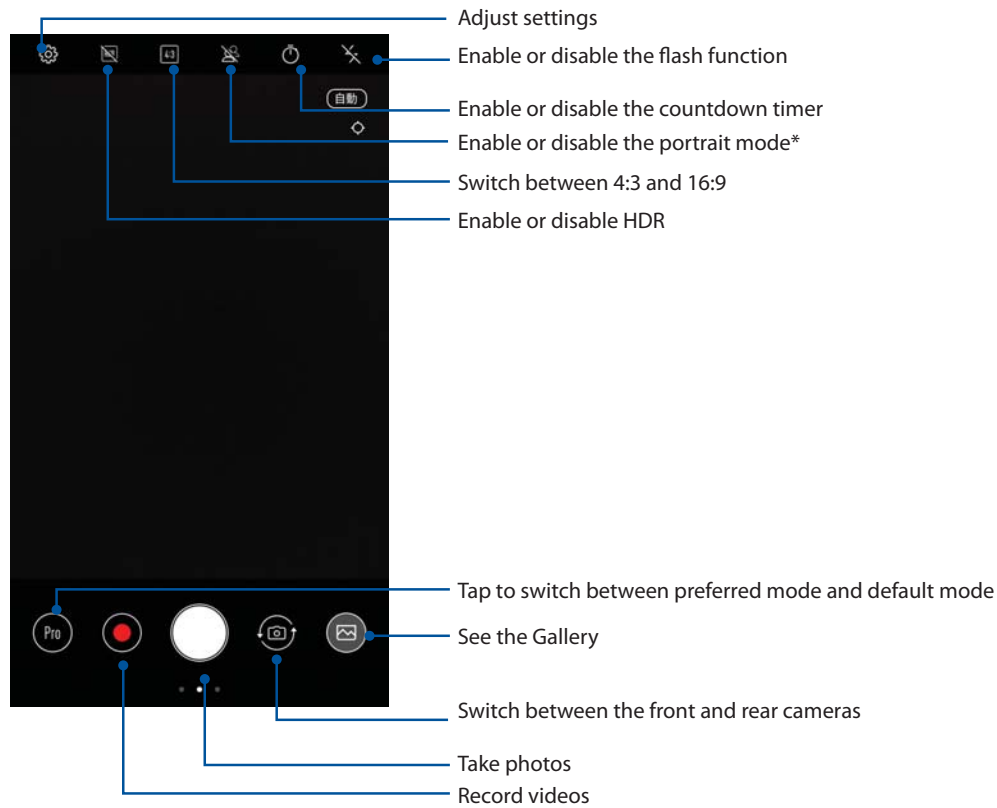 Adjust settings
Enable or disable the flash function
4:3
自動
Enable or disable the countdown timer
Enable or disable the portrait mode*
Switch between 4:3 and 16:9
Enable or disable HDR
Tap to switch between preferred mode and default mode
Pro
See the Gallery
Switch between the front and rear cameras
Take photos
Record videos